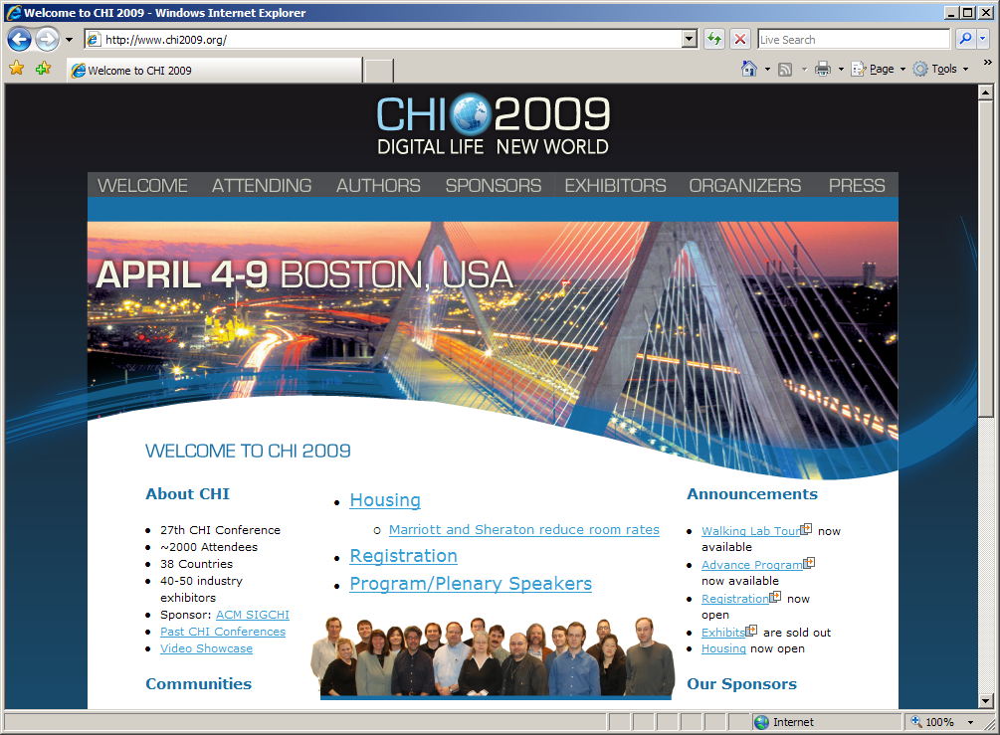 Welcome to CHI 2009 - Windows Internet Explorer
http://www.chi2009.org/
Live Search
Welcome to CHI 2009
Page
Tools
CHI 2009
DIGITAL LIFE NEW WORLD
WELCOME ATTENDING AUTHORS SPONSORS EXHIBITORS ORGANIZERS PRESS
APRIL 4-9 BOSTON, USA
WELCOME TO CHI 2009
About CHI
27th CHI Conference
~2000 Attendees
38 Countries
40-50 industry
exhibitors
Sponsor: ACM SIGCHI
Past CHI Conferences
Video Showcase
Communities
Housing
Marriott and Sheraton reduce room rates
Registration
Program/Plenary Speakers
Announcements
Walking Lab Tour now
available
Advance Program
now available
Registration now
open
Exhibits are sold out
Housing now open
Our Sponsors
Internet
100%